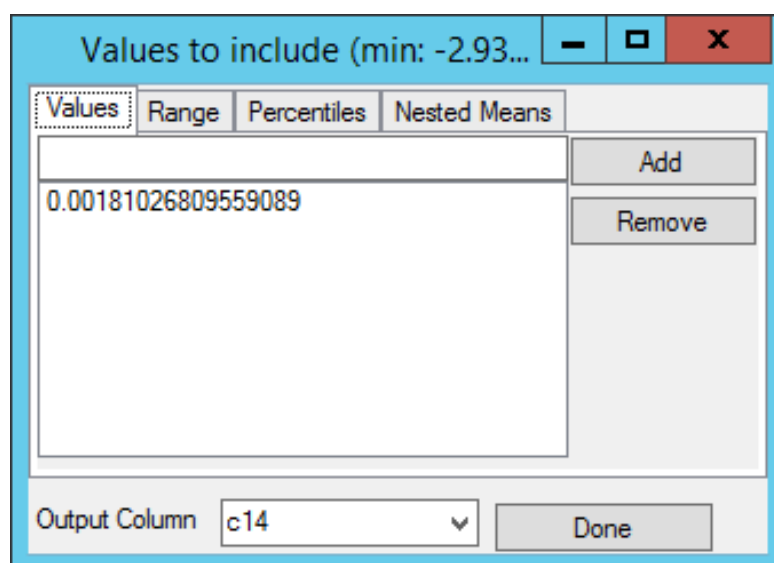 Values to include (min: -2.93...
Values Range Percentiles Nested Means
Add
0.00181026809559089
Remove
Output Column c14 Done